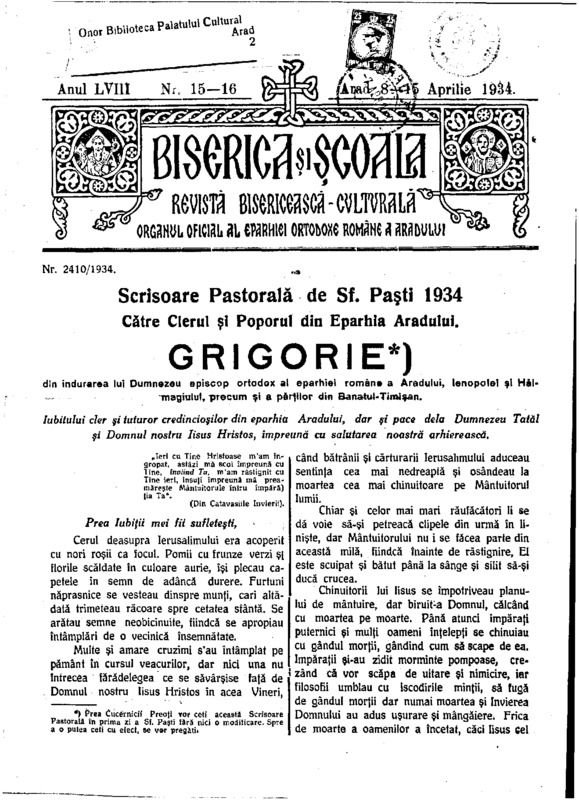 Onor Biblioteca Palatului Cultural
Arad
2
Anul LVIII Nr. 15—16 Arad, 8—15 Aprilie 1934.
BISERICA ȘI ȘCOALA
REVISTĂ BISERICEASCĂ-CULTURALĂ
ORGANUL OFICIAL AL EPARHIEI ORTODOXE ROMÂNE A ARADULUI
Nr. 2410/1934.
Scrisoare Pastorală de Sf. Paşti 1934
Către Clerul şi Poporul din Eparhia Aradului.
GRIGORIE*)
din indurarea lui Dumnezeu episcop ortodox al eparhiei române a Aradului, Ienopolei şi Hăl-
magiului, precum şi a părţilor din Banatul-Timişan.
Iubitului cler şi tuturor credincioşilor din eparhia Aradului, dar şi pace dela Dumnezeu Tatăl
şi Domnul nostru Iisus Hristos, împreună cu salutarea noastră arhierească.
„Ieri cu Tine Hristoase m'am în-
gropat, astăzi mă scol împreună cu
Tine, înviind Tu, m'am răstignit cu
Tine ieri, însuţi împreună mă prea-
măreşte Mântuitorule întru împără)
ţia Ta“.
(Din Catavasiile Invierii).
Prea Iubiţii mei fii sufleteşti,
Cerul deasupra Ierusalimului era acoperit
cu nori roşii ca focul. Pomii cu frunze verzi şi
florile scăldate în culoare aurie, îşi plecau ca-
petele în semn de adâncă durere. Furtuni
năprasnice se vesteau dinspre munţi, cari altă-
dată trimeteau răcoare spre cetatea sfântă. Se
arătau semne neobicinuite, fiindcă se apropiau
întâmplări de o vecinică însemnătate.
Multe şi amare cruzimi s'au întâmplat pe
pământ în cursul veacurilor, dar nici una nu
întrecea fărădelegea ce se săvârşise faţă de
Domnul nostru Iisus Hristos în acea Vineri,
*) Prea Cucernicii Preoţi vor ceti această Scrisoare
Pastorală în prima zi a Sf. Paşti fără nici o modificare. Spre
a o putea ceti cu efect, se vor pregăti.
când bătrânii şi cărturarii Ierusalimului aduceau
sentinţa cea mai nedreaptă şi osândeau la
moartea cea mai chinuitoare pe Mântuitorul
lumii.
Chiar şi celor mai mari răufăcători li se
dă voie să-şi petreacă clipele din urmă în li-
nişte, dar Mântuitorului nu i se făcea parte din
această milă, fiindcă înainte de răstignire, El
este scuipat şi bătut până la sânge şi silit să-şi
ducă crucea.
Chinuitorii lui Iisus se împotriveau planu-
lui de mântuire, dar biruit-a Domnul, călcând
cu moartea pe moarte. Până atunci împăraţi
puternici şi mulţi oameni înţelepţi se chinuiau
cu gândul morţii, gândind cum să scape de ea.
Impăraţii şi-au zidit morminte pompoase, cre-
zând că vor scăpa de uitare şi nimicire, iar
filosofii umblau cu iscodirile minţii, să fugă
de gândul morţii dar numai moartea şi Invierea
Domnului au adus uşurare şi mângăiere. Frica
de moarte a oamenilor a încetat, căci Iisus cel